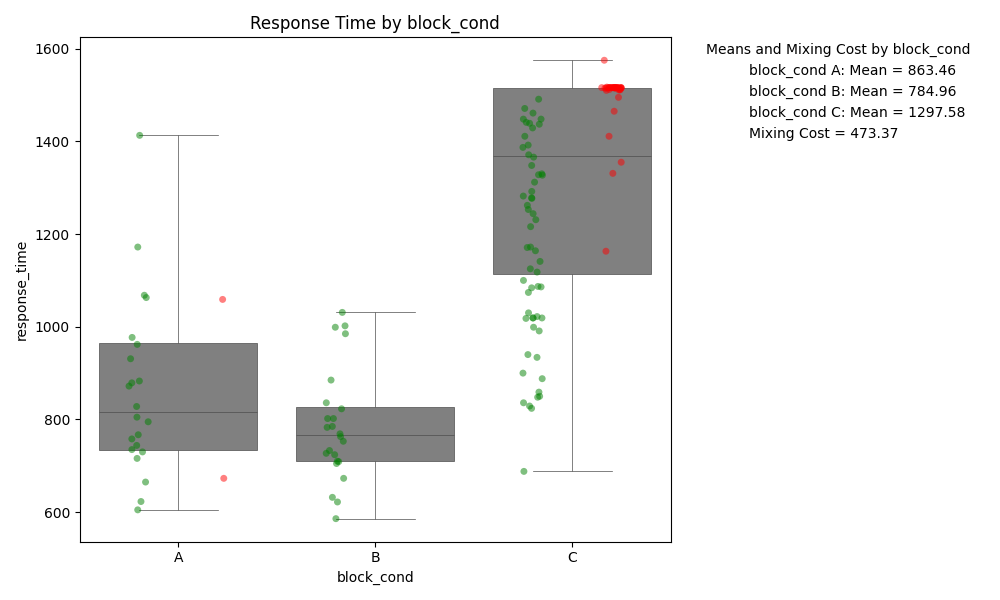 Response Time by block_cond
Means and Mixing Cost by block_cond
block_cond A: Mean = 863.46
block_cond B: Mean = 784.96
block_cond C: Mean = 1297.58
Mixing Cost = 473.37
response_time
1600
1400
1200
1000
800
600
A
B
C
block_cond